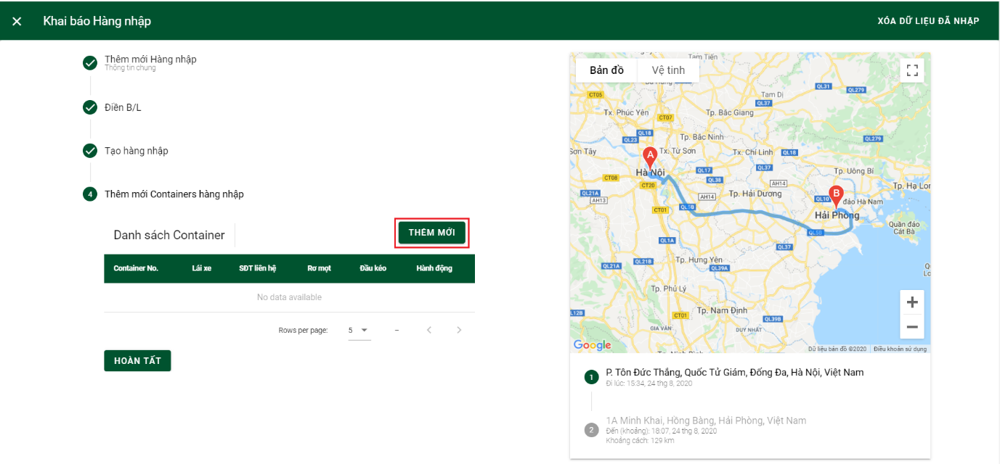 Khai báo Hàng nhập
XÓA DỮ LIỆU ĐÃ NHẬP
Thêm mới Hàng nhập
Thông tin chung
Điền B/L
Tạo hàng nhập
4 Thêm mới Containers hàng nhập
Danh sách Container
THÊM MỚI
Container No. Lái xe SĐT liên hệ Rơ mọt Đầu kéo Hành động
No data available
Rows per page: 5 –
HOÀN TẤT
Tam Tiến
Bản đồ Vệ tinh
QL31
QL279
CT05
Tam Dị
QL37
Tx. Phúc Yên
CT07
Tp. Bắc Giang
QL18
QL23
Tp. Bắc Ninh
QL279
Sơn Tây
A
Tx. Từ Sơn
Tx. Chí Linh
QL18
Hà Nội
QL17
QL37
Tp. Uông Bí
CT08
QL38
CT20
AH14
Tp. Hạ Lon
QL21A
AH13
AH14
Tp. Hải Dương
B
QL10
đảo Hà Nam
CT01
QL5B
Hải Phòng
Quần đảo
Cát Bà
QL5B
QL1A
QL37
QL21B
Tp. Hưng Yên
QL21A
QL39A
Tp. Phủ Lý
L12B
CT01
Tp. Nam Định
QL39B
GIA VÂN
DUY NHẤT
Google
Tp. Ninh Bình
Dữ liệu bản đồ ©2020
Điều khoản sử dụng
1 P. Tôn Đức Thắng, Quốc Tử Giám, Đống Đa, Hà Nội, Việt Nam
Đi lúc: 15:34, 24 thg 8, 2020
2 1A Minh Khai, Hồng Bàng, Hải Phòng, Việt Nam
Đến (khoảng): 18:07, 24 thg 8, 2020
Khoảng cách: 129 km